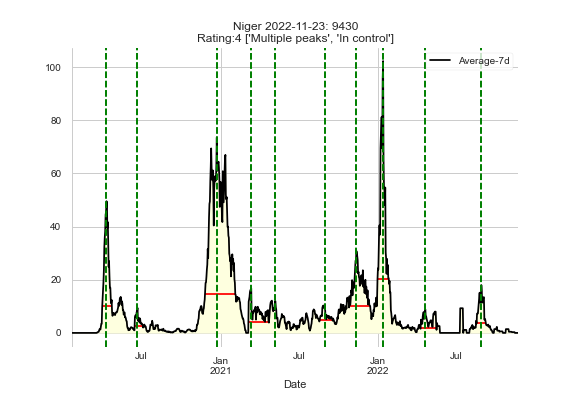 Niger 2022-11-23: 9430
Rating:4 ['Multiple peaks', 'In control']
Average-7d
100
80
60
40
20
0
Jul
Jan
2021
Jul
Jan
2022
Jul
Date